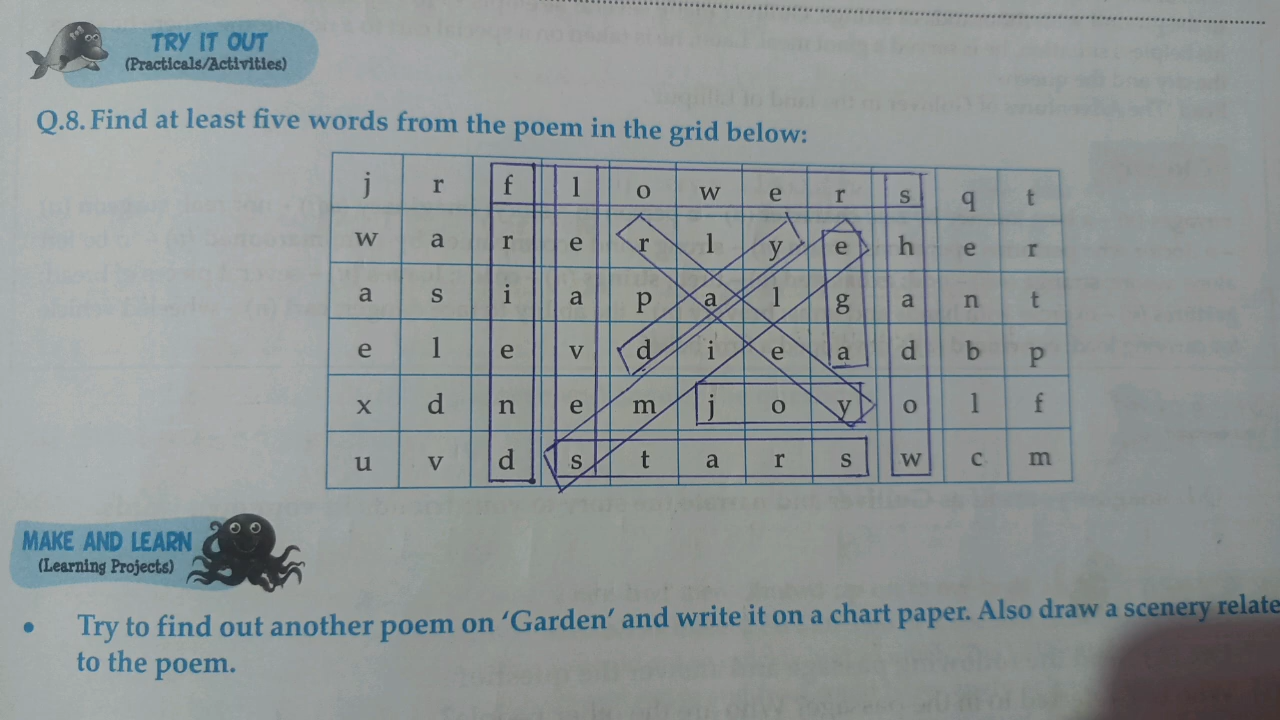 TRY IT OUT
(Practicals/Activities)
Q.8. Find at least five words from the poem in the grid below:
j r f l o w e r s q t
w a r e r l y e h e r
a s i a p a l g a n t
e l e v d i e a d b p
x d n e m j o y o l f
u v d s t a r s w c m
MAKE AND LEARN
(Learning Projects)
• Try to find out another poem on ‘Garden’ and write it on a chart paper. Also draw a scenery relate
to the poem.